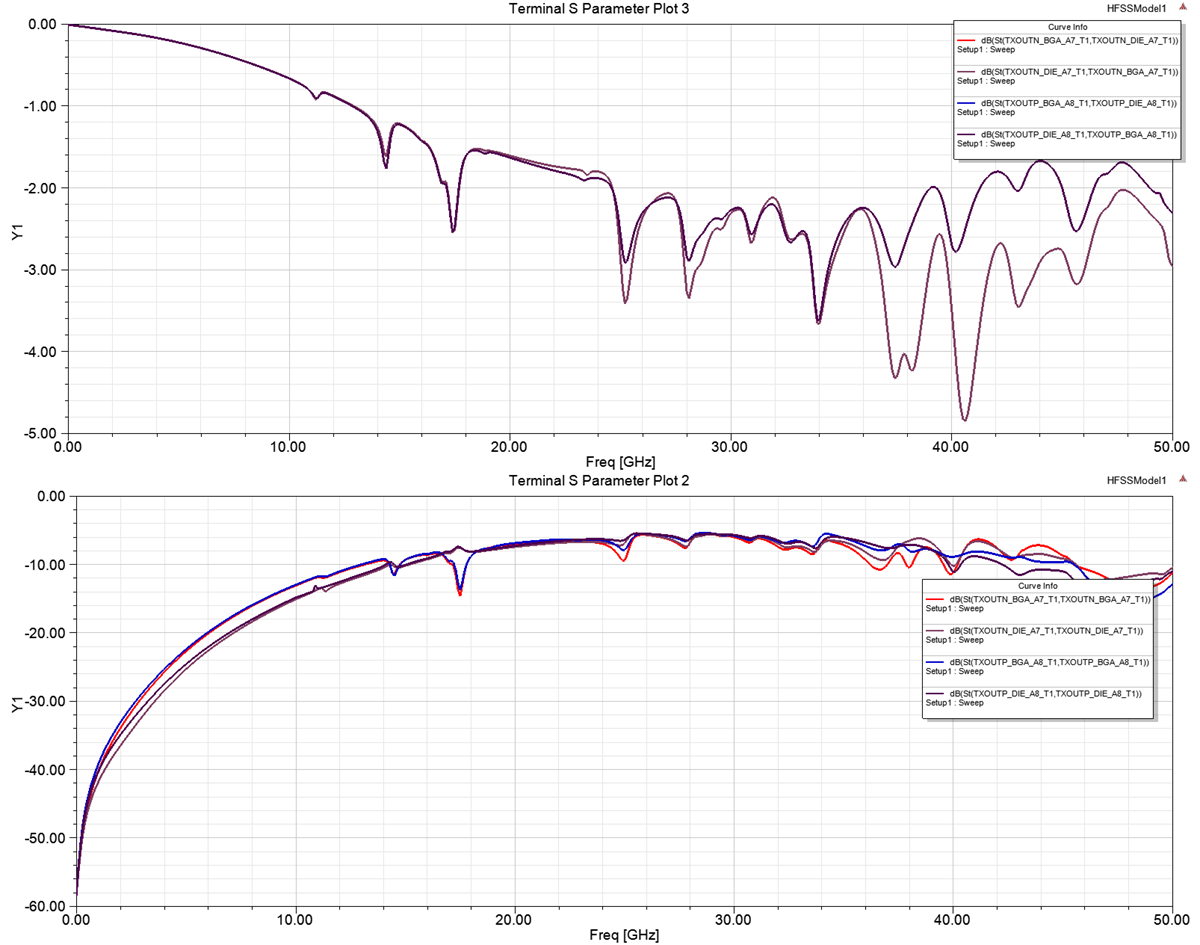 Terminal S Parameter Plot 3
HFSSModel1
Curve Info
dB(St(TXOUTN_BGA_A7_T1,TXOUTN_DIE_A7_T1))
Setup1 : Sweep
dB(St(TXOUTN_DIE_A7_T1,TXOUTN_BGA_A7_T1))
Setup1 : Sweep
dB(St(TXOUTP_BGA_A8_T1,TXOUTP_DIE_A8_T1))
Setup1 : Sweep
dB(St(TXOUTP_DIE_A8_T1,TXOUTP_BGA_A8_T1))
Setup1 : Sweep
0.00
-1.00
-2.00
-3.00
-4.00
-5.00
Y1
0.00
10.00
20.00
30.00
40.00
50.00
Freq [GHz]
Terminal S Parameter Plot 2
HFSSModel1
0.00
-10.00
-20.00
-30.00
-40.00
-50.00
-60.00
Y1
Curve Info
dB(St(TXOUTN_BGA_A7_T1,TXOUTN_BGA_A7_T1))
Setup1 : Sweep
dB(St(TXOUTN_DIE_A7_T1,TXOUTN_DIE_A7_T1))
Setup1 : Sweep
dB(St(TXOUTP_BGA_A8_T1,TXOUTP_BGA_A8_T1))
Setup1 : Sweep
dB(St(TXOUTP_DIE_A8_T1,TXOUTP_DIE_A8_T1))
Setup1 : Sweep
0.00
10.00
20.00
30.00
40.00
50.00
Freq [GHz]